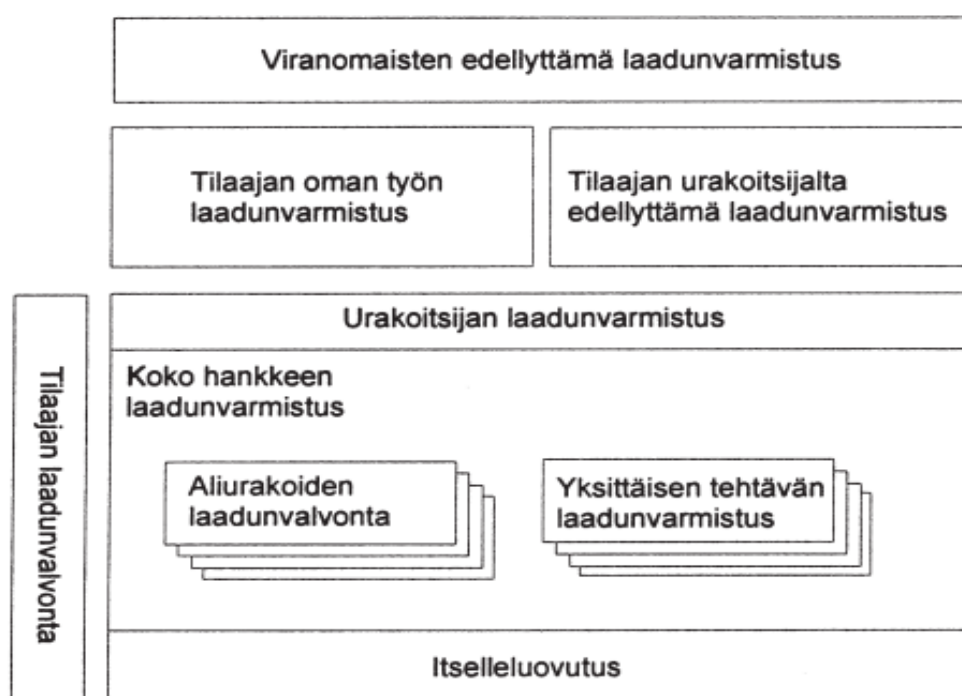 Viranomaisten edellyttämä laadunvarmistus
Tilaajan oman työn
laadunvarmistus
Tilaajan urakoitsijalta
edellyttämä laadunvarmistus
Tilaajan laadunvalvonta
Urakoitsijan laadunvarmistus
Koko hankkeen
laadunvarmistus
Aliurakoiden
laadunvalvonta
Yksittäisen tehtävän
laadunvarmistus
Itselleluovutus